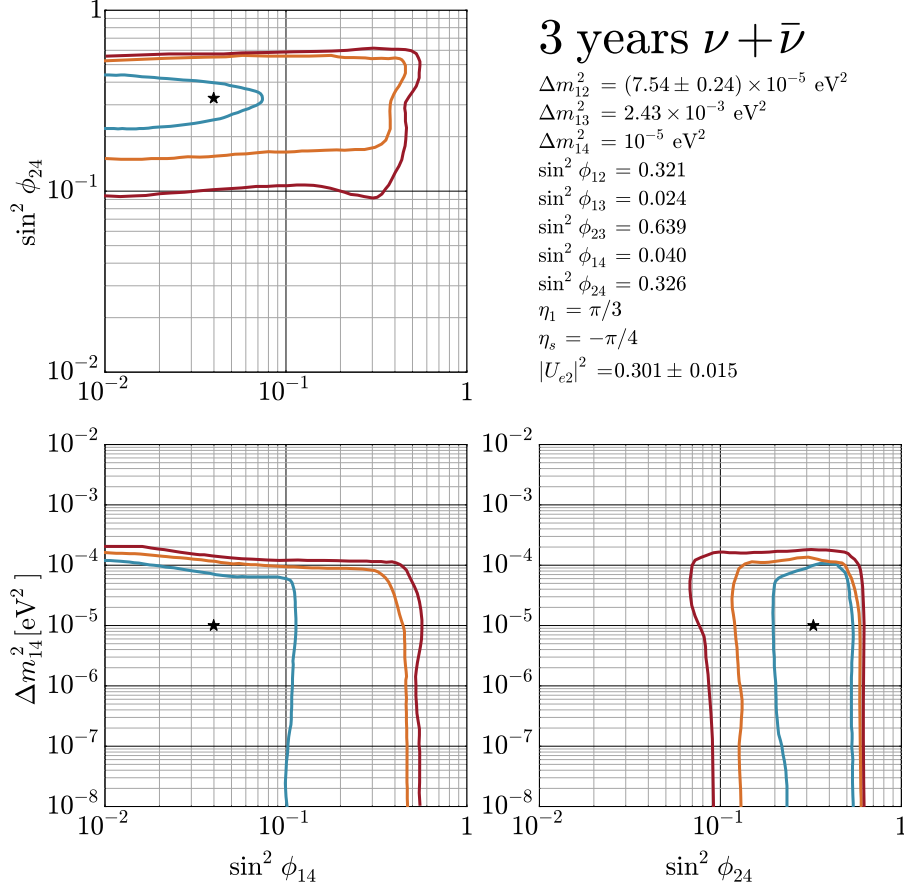 3 years ν + ν̄
Δm²₁₂ = (7.54 ± 0.24) × 10⁻⁵ eV²
Δm²₁₃ = 2.43 × 10⁻³ eV²
Δm²₁₄ = 10⁻⁵ eV²
sin² ϕ₁₂ = 0.321
sin² ϕ₁₃ = 0.024
sin² ϕ₂₃ = 0.639
sin² ϕ₁₄ = 0.040
sin² ϕ₂₄ = 0.326
η₁ = π/3
ηₛ = −π/4
|Uₑ₂|² =0.301 ± 0.015
1
10⁻¹
10⁻²
sin² ϕ₂₄
10⁻² 10⁻¹ 1
10⁻²
10⁻³
10⁻⁴
10⁻⁵
10⁻⁶
10⁻⁷
10⁻⁸
Δm²₁₄[eV² ]
10⁻² 10⁻¹ 1
sin² ϕ₁₄
10⁻²
10⁻³
10⁻⁴
10⁻⁵
10⁻⁶
10⁻⁷
10⁻⁸
10⁻² 10⁻¹ 1
sin² ϕ₂₄